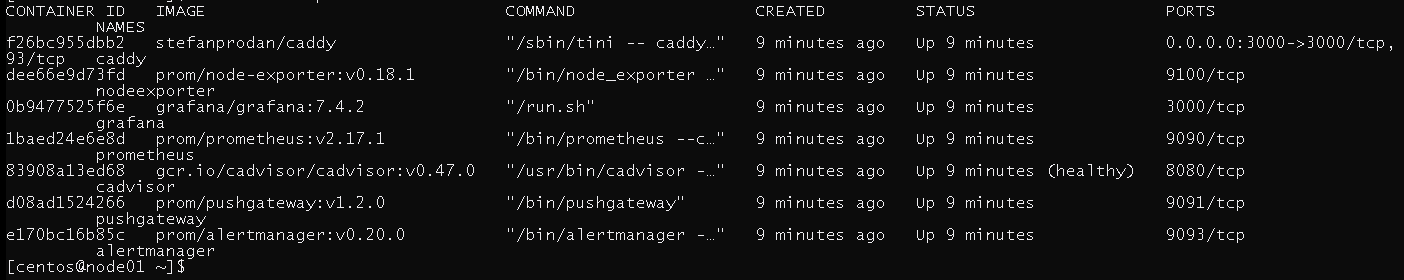 CONTAINER ID   IMAGE                              COMMAND                  CREATED         STATUS                   PORTS
         NAMES
f26bc955dbb2   stefanprodan/caddy                 "/sbin/tini -- caddy…"   9 minutes ago   Up 9 minutes             0.0.0.0:3000->3000/tcp,
93/tcp   caddy
dee66e9d73fd   prom/node-exporter:v0.18.1         "/bin/node_exporter …"   9 minutes ago   Up 9 minutes             9100/tcp
         nodeexporter
0b9477525f6e   grafana/grafana:7.4.2              "/run.sh"                9 minutes ago   Up 9 minutes             3000/tcp
         grafana
1baed24e6e8d   prom/prometheus:v2.17.1            "/bin/prometheus --c…"   9 minutes ago   Up 9 minutes             9090/tcp
         prometheus
83908a13ed68   gcr.io/cadvisor/cadvisor:v0.47.0   "/usr/bin/cadvisor -…"   9 minutes ago   Up 9 minutes (healthy)   8080/tcp
         cadvisor
d08ad1524266   prom/pushgateway:v1.2.0            "/bin/pushgateway"       9 minutes ago   Up 9 minutes             9091/tcp
         pushgateway
e170bc16b85c   prom/alertmanager:v0.20.0          "/bin/alertmanager -…"   9 minutes ago   Up 9 minutes             9093/tcp
         alertmanager
[centos@node01 ~]$